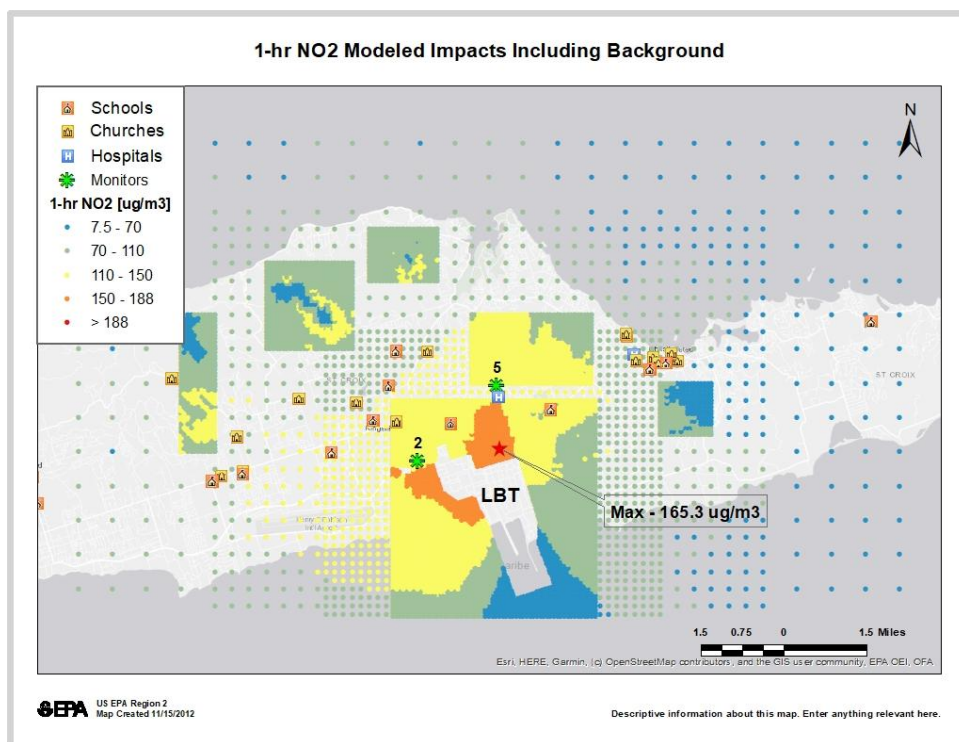 1-hr NO2 Modeled Impacts Including Background
Schools
Churches
Hospitals
Monitors
1-hr NO2 [ug/m3]
7.5 - 70
70 - 110
110 - 150
150 - 188
> 188
N
ST CROIX
5
H
2
LBT
Max - 165.3 ug/m3
1.5 0.75 0 1.5 Miles
Esri, HERE, Garmin, (c) OpenStreetMap contributors, and the GIS user community, EPA OEI, OFA
EPA
US EPA Region 2
Map Created 11/15/2012
Descriptive information about this map. Enter anything relevant here.